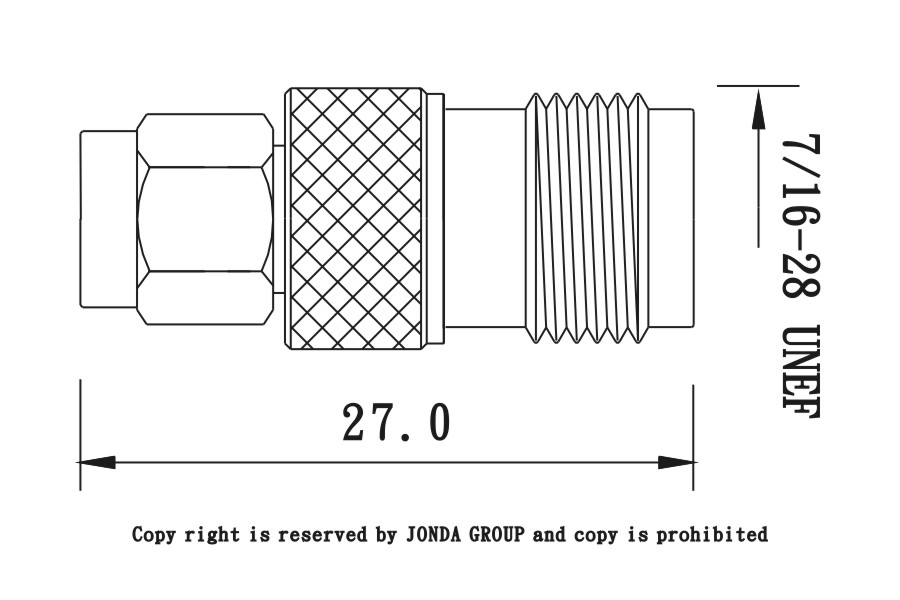 7/16-28 UNEF
27.0
Copy right is reserved by JONDA GROUP and copy is prohibited